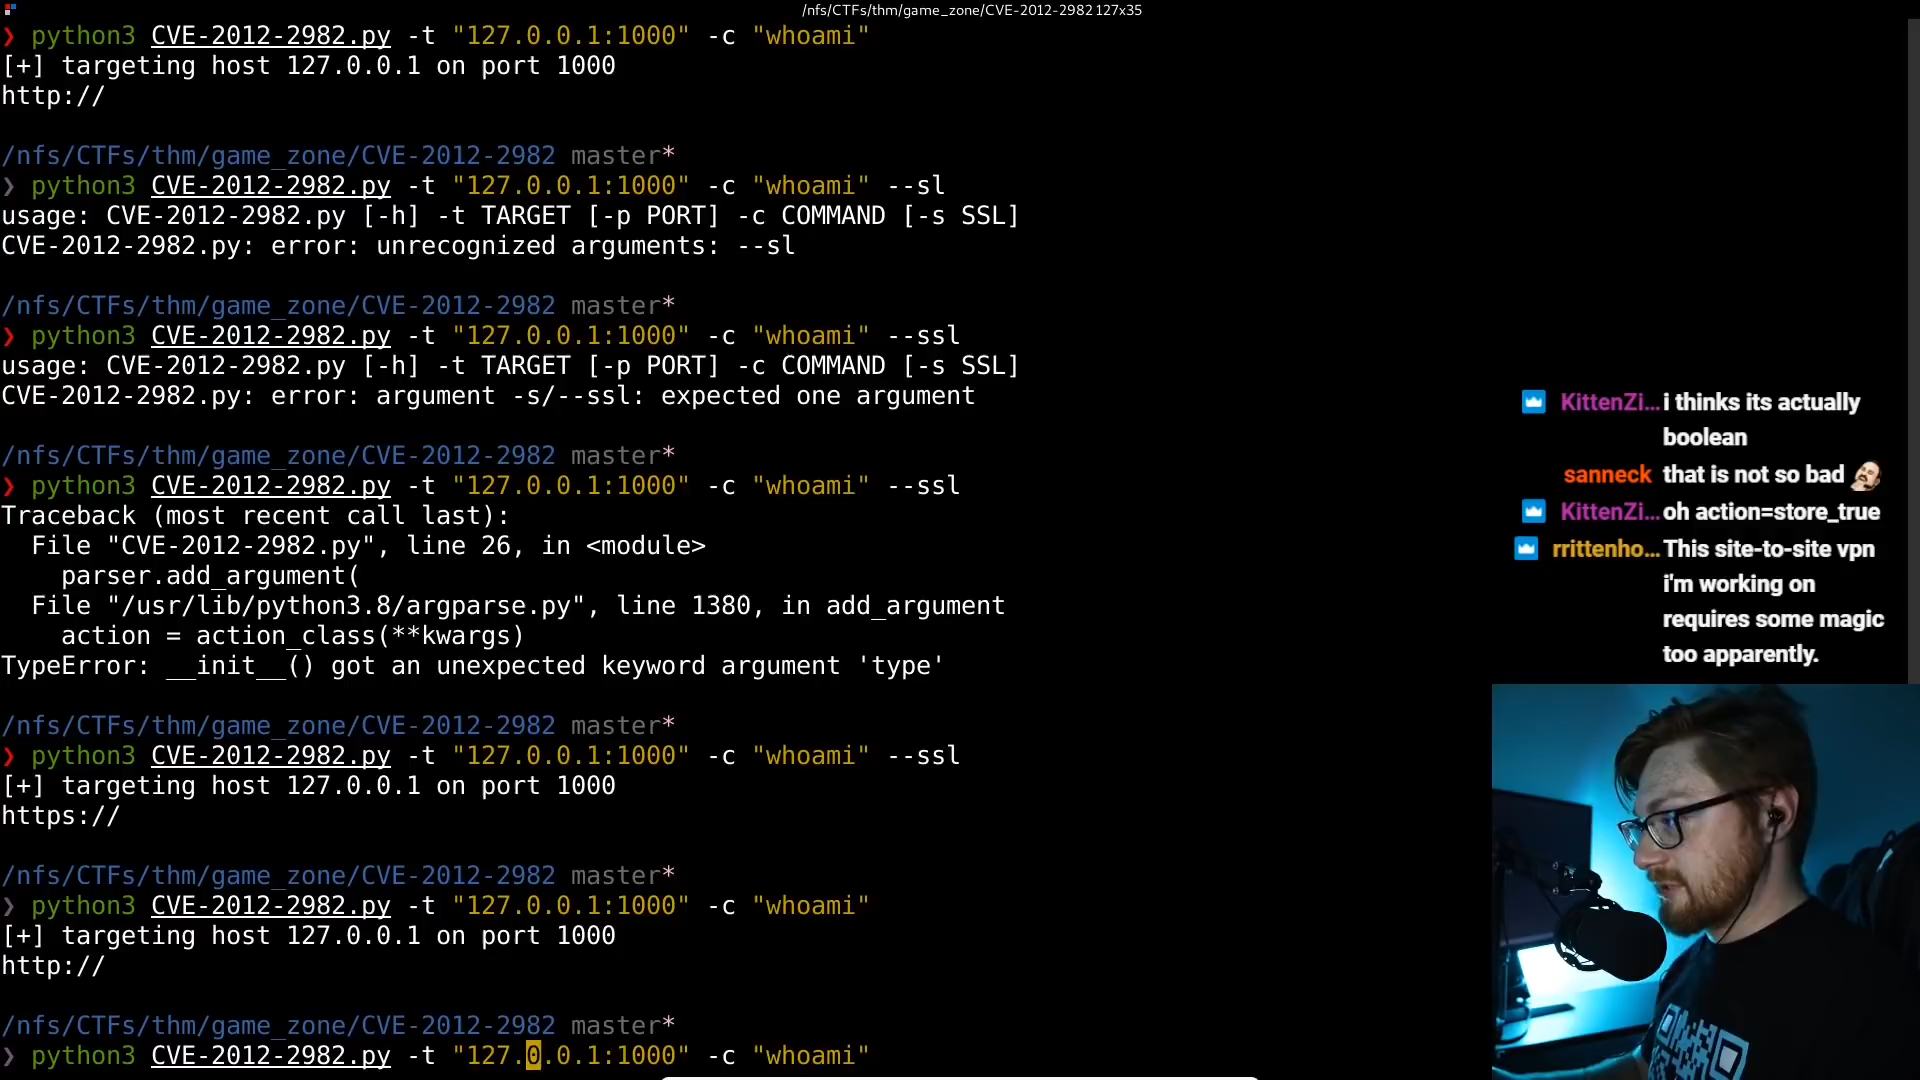 /nfs/CTFs/thm/game_zone/CVE-2012-2982 127x35
❯ python3 CVE-2012-2982.py -t "127.0.0.1:1000" -c "whoami"
[+] targeting host 127.0.0.1 on port 1000
http://
/nfs/CTFs/thm/game_zone/CVE-2012-2982 master*
❯ python3 CVE-2012-2982.py -t "127.0.0.1:1000" -c "whoami" --sl
usage: CVE-2012-2982.py [-h] -t TARGET [-p PORT] -c COMMAND [-s SSL]
CVE-2012-2982.py: error: unrecognized arguments: --sl
/nfs/CTFs/thm/game_zone/CVE-2012-2982 master*
❯ python3 CVE-2012-2982.py -t "127.0.0.1:1000" -c "whoami" --ssl
usage: CVE-2012-2982.py [-h] -t TARGET [-p PORT] -c COMMAND [-s SSL]
CVE-2012-2982.py: error: argument -s/--ssl: expected one argument
/nfs/CTFs/thm/game_zone/CVE-2012-2982 master*
❯ python3 CVE-2012-2982.py -t "127.0.0.1:1000" -c "whoami" --ssl
Traceback (most recent call last):
File "CVE-2012-2982.py", line 26, in <module>
parser.add_argument(
File "/usr/lib/python3.8/argparse.py", line 1380, in add_argument
action = action_class(**kwargs)
TypeError: __init__() got an unexpected keyword argument 'type'
/nfs/CTFs/thm/game_zone/CVE-2012-2982 master*
❯ python3 CVE-2012-2982.py -t "127.0.0.1:1000" -c "whoami" --ssl
[+] targeting host 127.0.0.1 on port 1000
https://
/nfs/CTFs/thm/game_zone/CVE-2012-2982 master*
❯ python3 CVE-2012-2982.py -t "127.0.0.1:1000" -c "whoami"
[+] targeting host 127.0.0.1 on port 1000
http://
/nfs/CTFs/thm/game_zone/CVE-2012-2982 master*
❯ python3 CVE-2012-2982.py -t "127.0.0.1:1000" -c "whoami"
KittenZi... i thinks its actually
boolean
sanneck that is not so bad
KittenZi... oh action=store_true
rrittenho... This site-to-site vpn
i'm working on
requires some magic
too apparently.